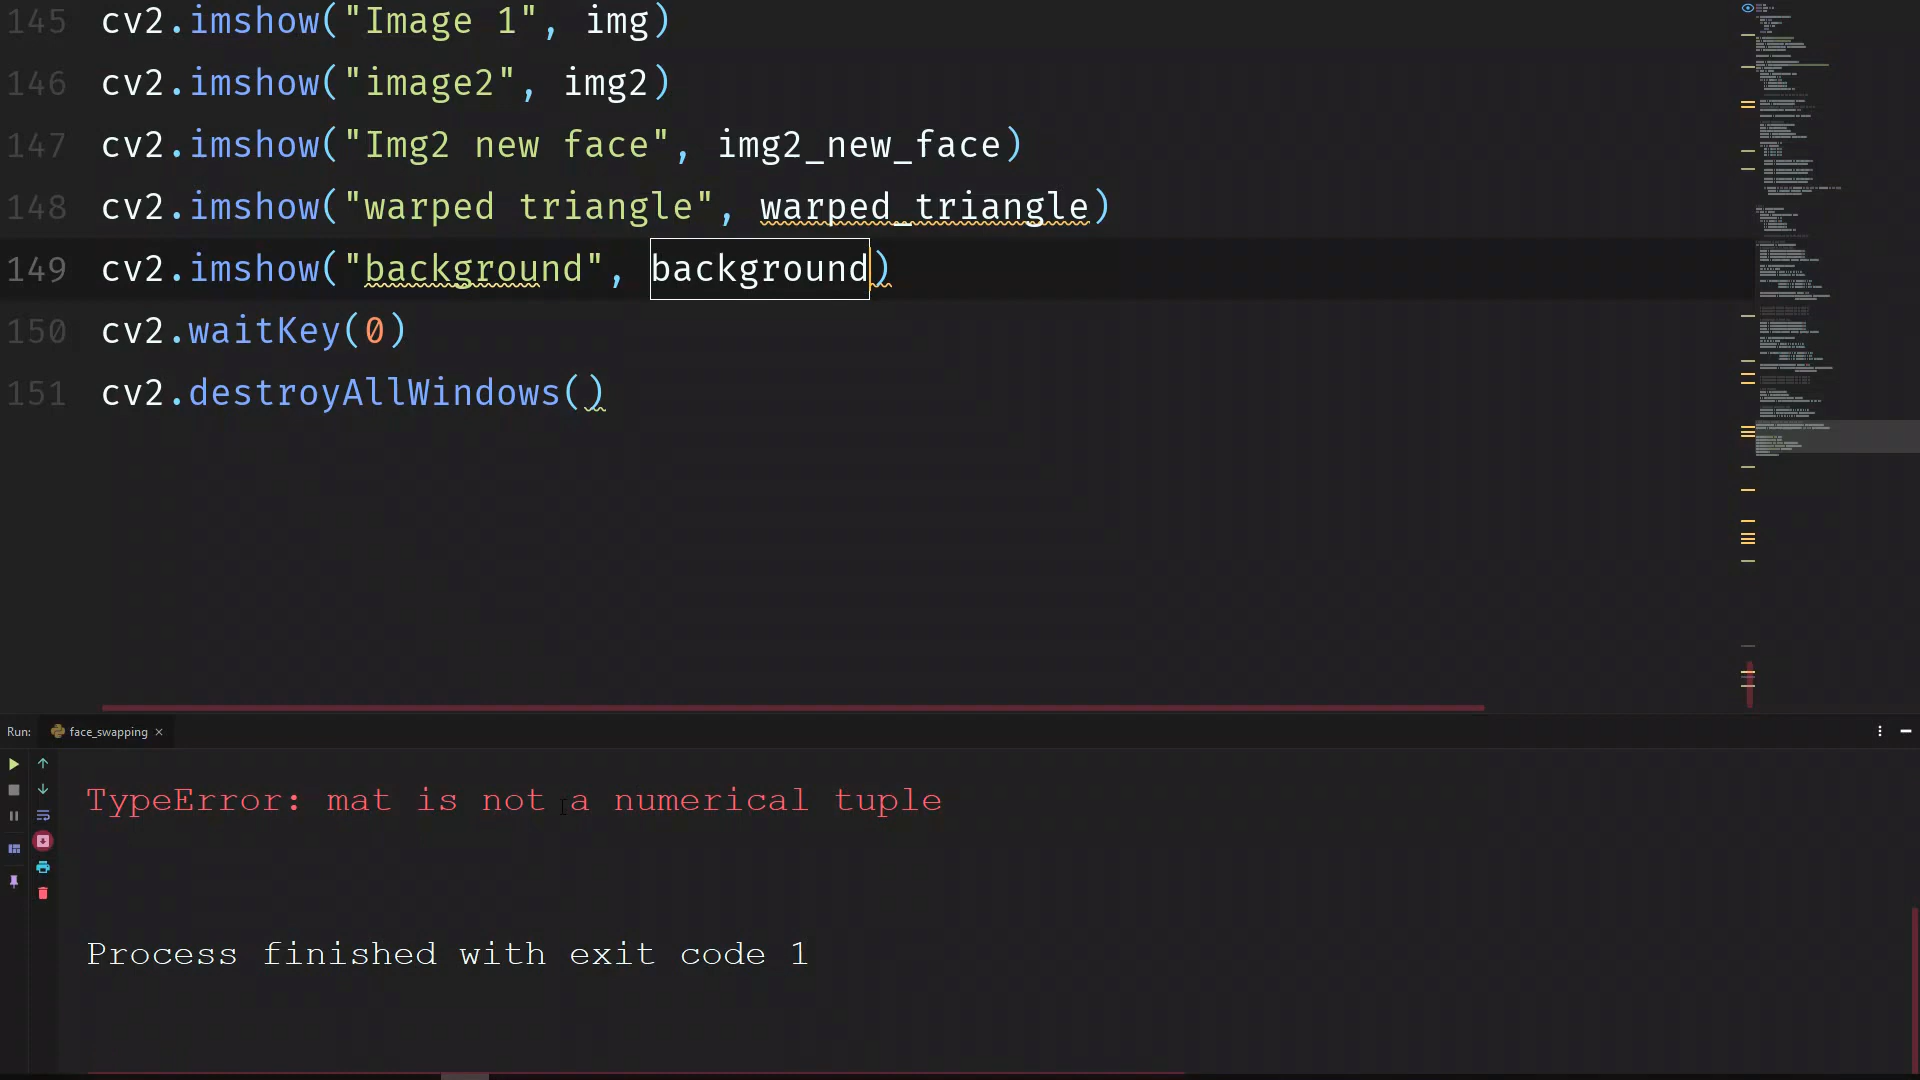 145 cv2.imshow("Image 1", img)
146 cv2.imshow("image2", img2)
147 cv2.imshow("Img2 new face", img2_new_face)
148 cv2.imshow("warped triangle", warped_triangle)
149 cv2.imshow("background", background)
150 cv2.waitKey(0)
151 cv2.destroyAllWindows()
Run: face_swapping
TypeError: mat is not a numerical tuple
Process finished with exit code 1